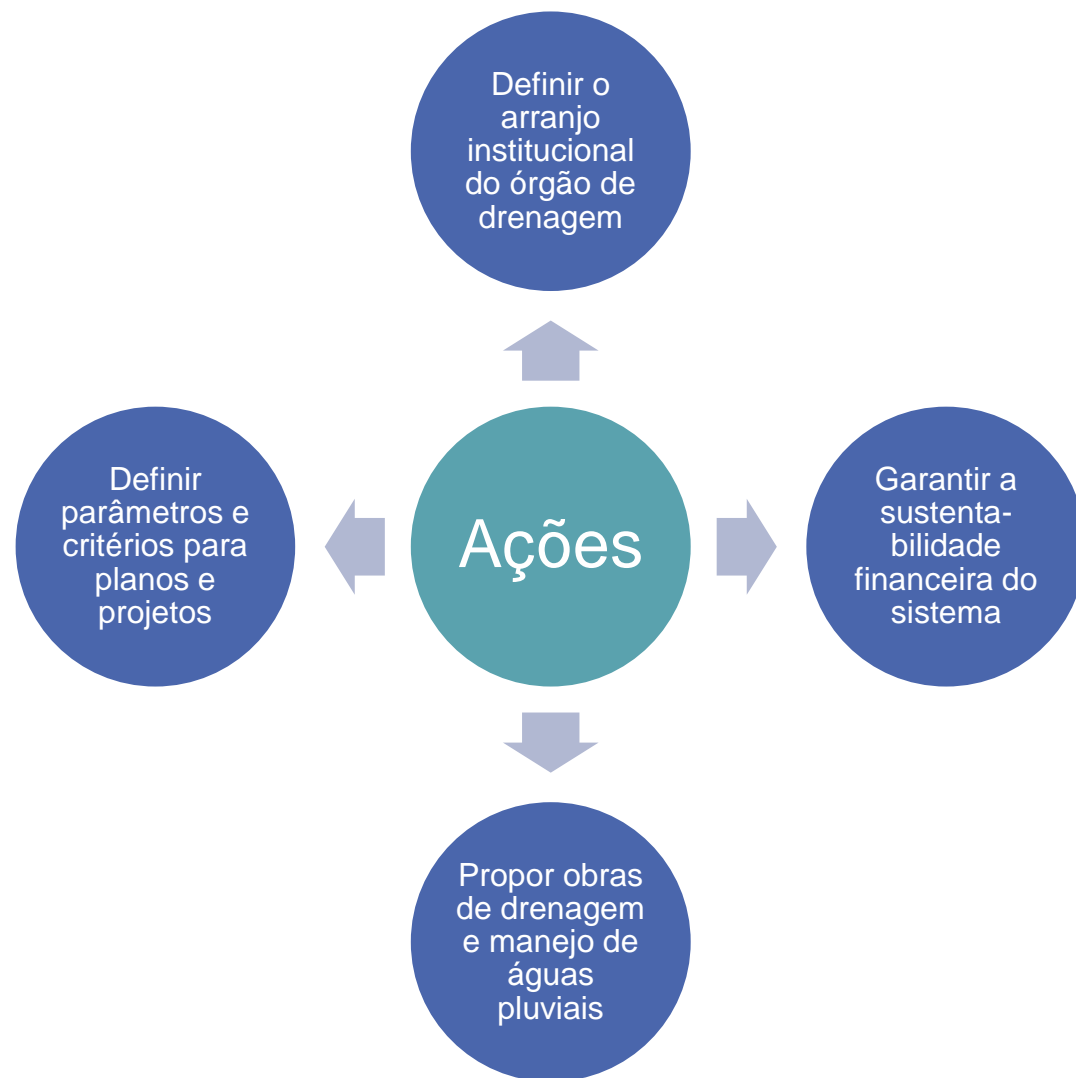 Definir o
arranjo
institucional
do órgão de
drenagem
Definir
parâmetros e
critérios para
planos e
projetos
Ações
Garantir a
sustenta-
bilidade
financeira do
sistema
Propor obras
de drenagem
e manejo de
águas
pluviais